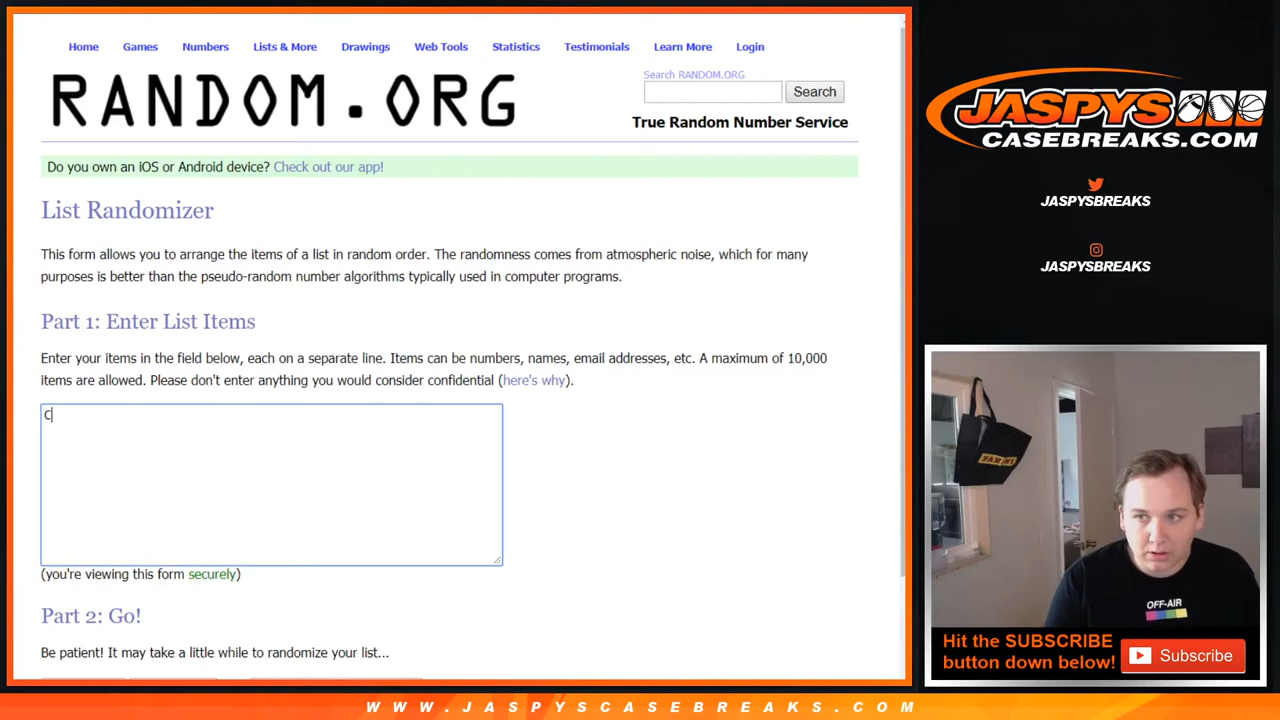 Home Games Numbers Lists & More Drawings Web Tools Statistics Testimonials Learn More Login
RANDOM.ORG
Search RANDOM.ORG
Search
True Random Number Service
Do you own an iOS or Android device? Check out our app!
List Randomizer
This form allows you to arrange the items of a list in random order. The randomness comes from atmospheric noise, which for many
purposes is better than the pseudo-random number algorithms typically used in computer programs.
Part 1: Enter List Items
Enter your items in the field below, each on a separate line. Items can be numbers, names, email addresses, etc. A maximum of 10,000
items are allowed. Please don't enter anything you would consider confidential (here's why).
C
(you're viewing this form securely)
Part 2: Go!
Be patient! It may take a little while to randomize your list...
JASPYS
CASEBREAKS.COM
JASPYSBREAKS
JASPYSBREAKS
PANINI
OFF-AIR
Hit the SUBSCRIBE
button down below!
Subscribe
WWW.JASPYSCASEBREAKS.COM